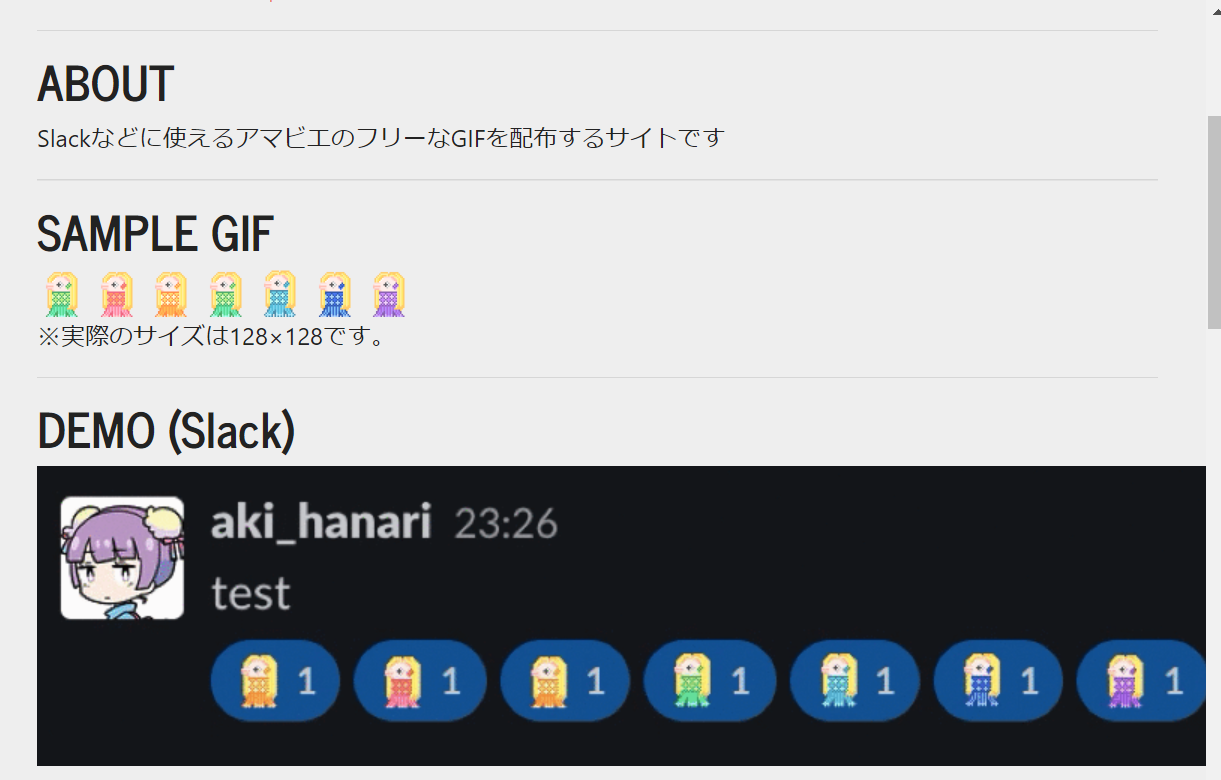 ABOUT
Slackなどに使えるアマビエのフリーなGIFを配布するサイトです
SAMPLE GIF
※実際のサイズは128×128です。
DEMO (Slack)
aki_hanari 23:26
test
1 1 1 1 1 1 1